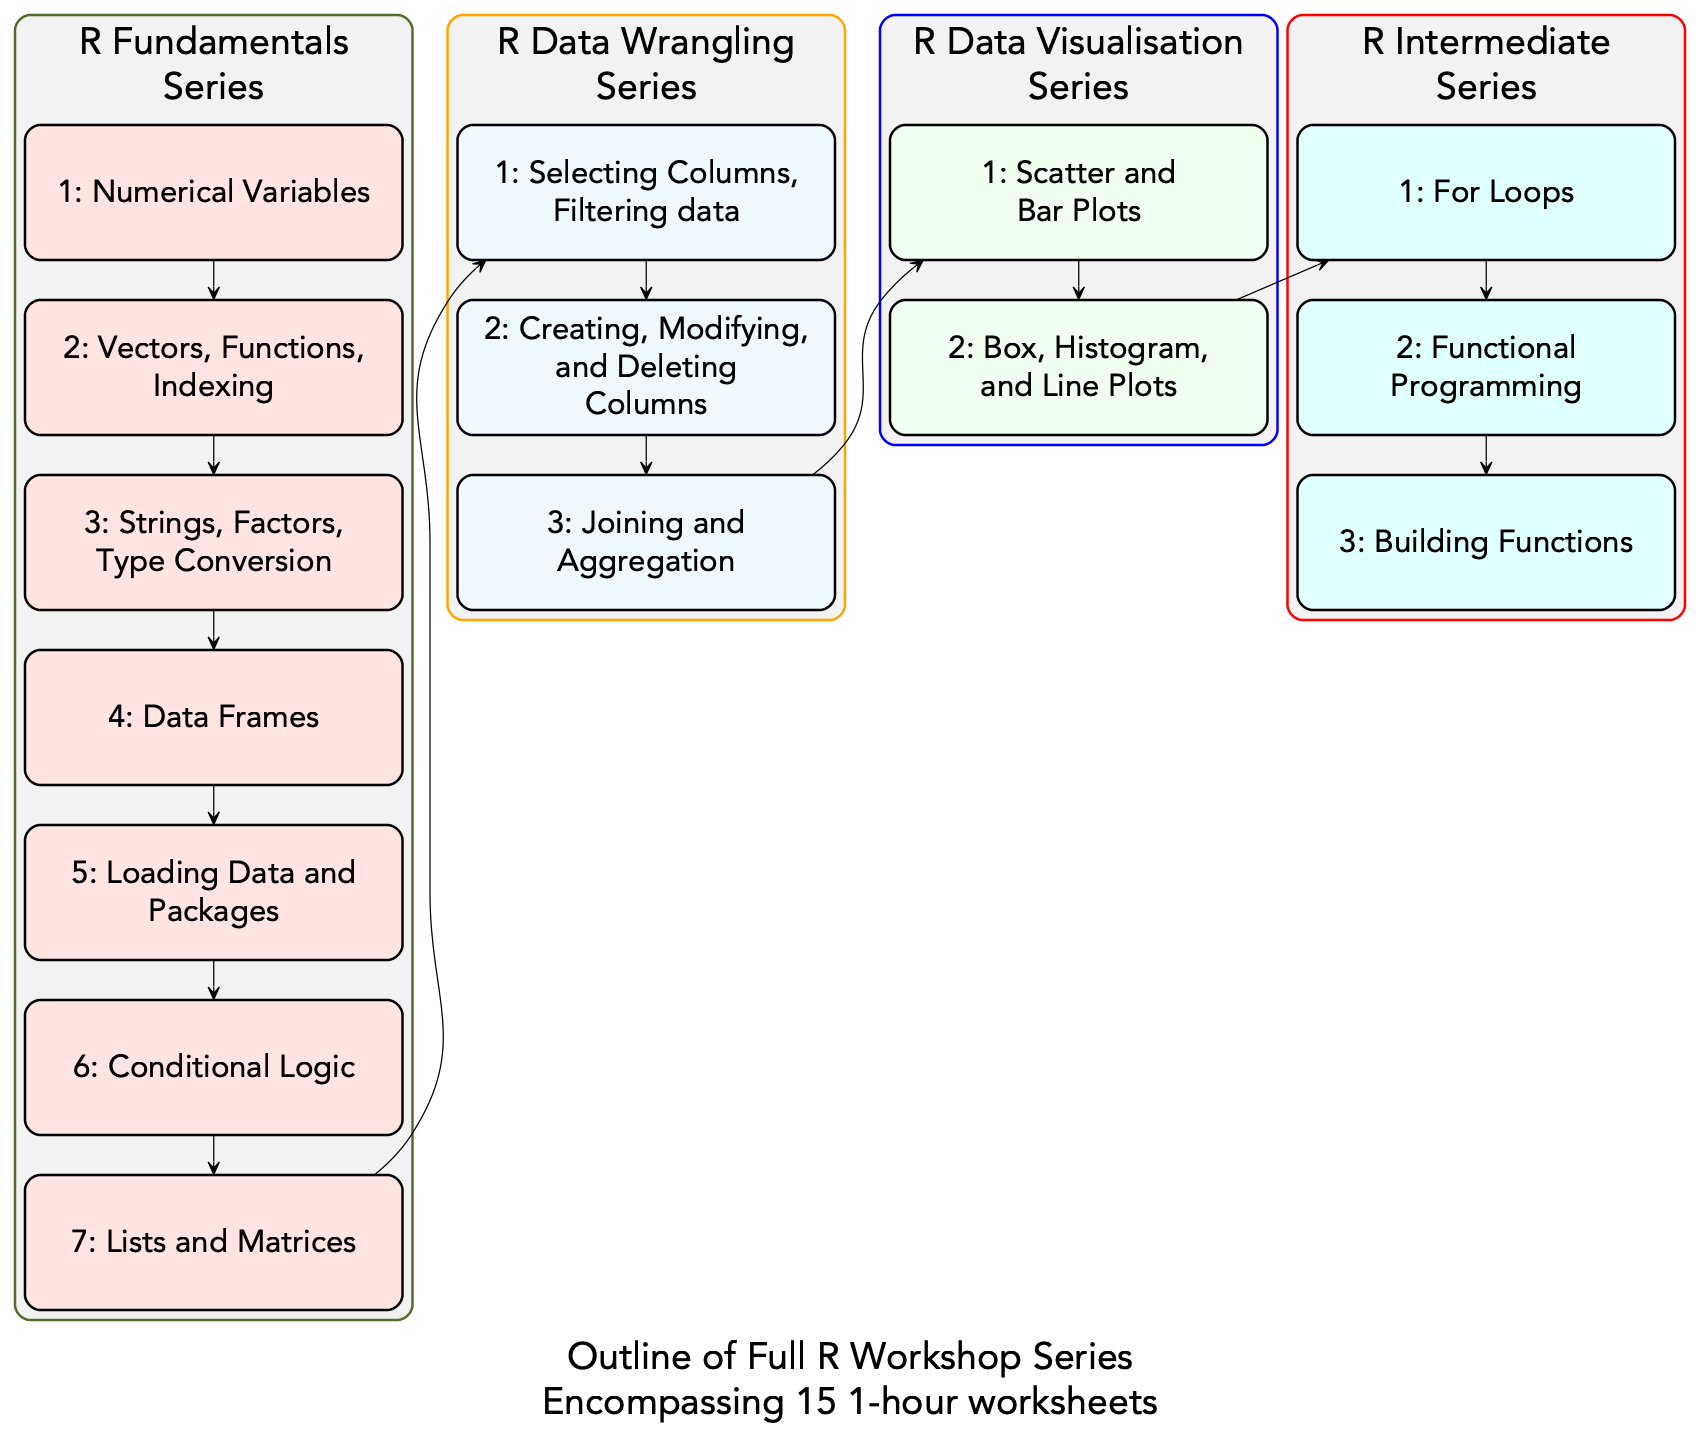 R Fundamentals
Series
1: Numerical Variables
2: Vectors, Functions,
Indexing
3: Strings, Factors,
Type Conversion
4: Data Frames
5: Loading Data and
Packages
6: Conditional Logic
7: Lists and Matrices
R Data Wrangling
Series
1: Selecting Columns,
Filtering data
2: Creating, Modifying,
and Deleting
Columns
3: Joining and
Aggregation
R Data Visualisation
Series
1: Scatter and
Bar Plots
2: Box, Histogram,
and Line Plots
R Intermediate
Series
1: For Loops
2: Functional
Programming
3: Building Functions
Outline of Full R Workshop Series
Encompassing 15 1-hour worksheets